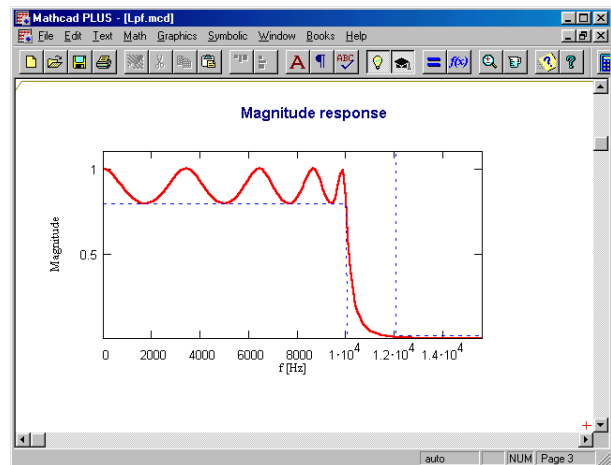 Mathcad PLUS - [Lpf.mcd]
File Edit Text Math Graphics Symbolic Window Books Help
A ¶ ABC = f(x) ? ?
Magnitude response
1
0.5
Magnitude
0 2000 4000 6000 8000 1·10^4 1.2·10^4 1.4·10^4
f [Hz]
auto NUM Page 3